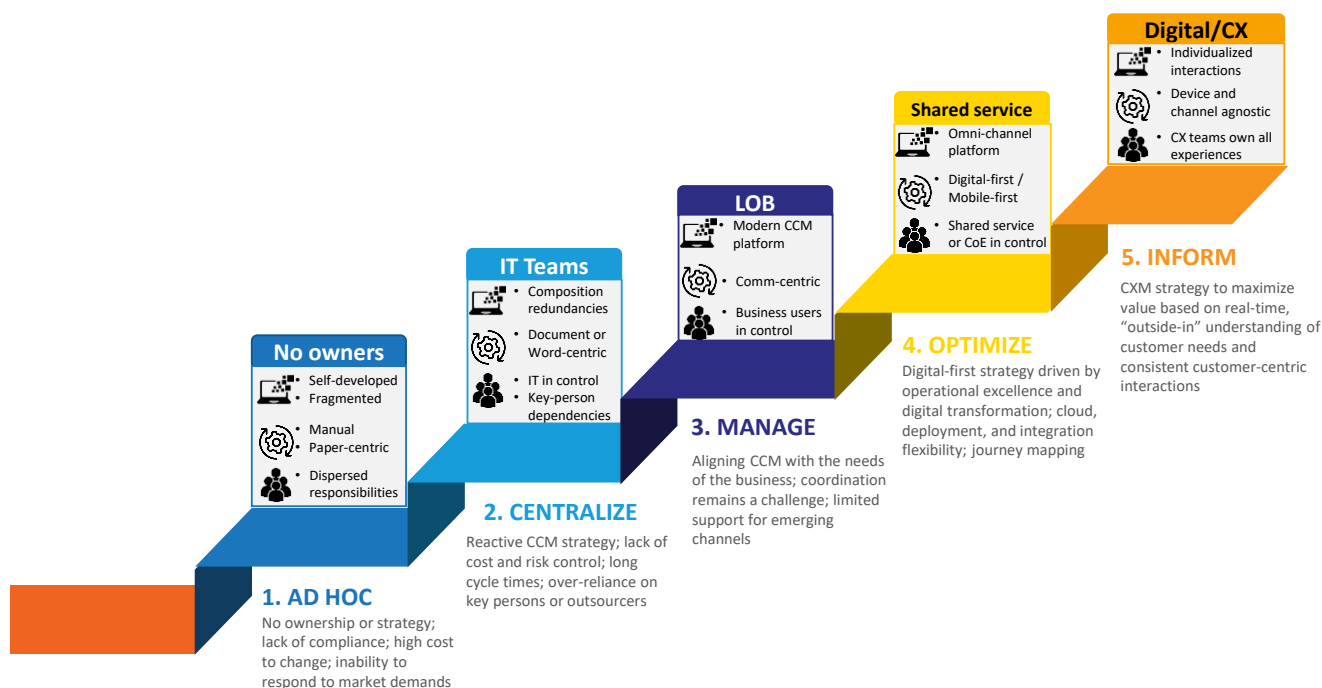 No owners
• Self-developed
• Fragmented
• Manual
• Paper-centric
• Dispersed
responsibilities
1. AD HOC
No ownership or strategy;
lack of compliance; high cost
to change; inability to
respond to market demands
IT Teams
• Composition
redundancies
• Document or
Word-centric
• IT in control
• Key-person
dependencies
2. CENTRALIZE
Reactive CCM strategy; lack of
cost and risk control; long
cycle times; over-reliance on
key persons or outsourcers
LOB
• Modern CCM
platform
• Comm-centric
• Business users
in control
3. MANAGE
Aligning CCM with the needs
of the business; coordination
remains a challenge; limited
support for emerging
channels
Shared service
• Omni-channel
platform
• Digital-first /
Mobile-first
• Shared service
or CoE in control
4. OPTIMIZE
Digital-first strategy driven by
operational excellence and
digital transformation; cloud,
deployment, and integration
flexibility; journey mapping
Digital/CX
• Individualized
interactions
• Device and
channel agnostic
• CX teams own all
experiences
5. INFORM
CXM strategy to maximize
value based on real-time,
“outside-in” understanding of
customer needs and
consistent customer-centric
interactions